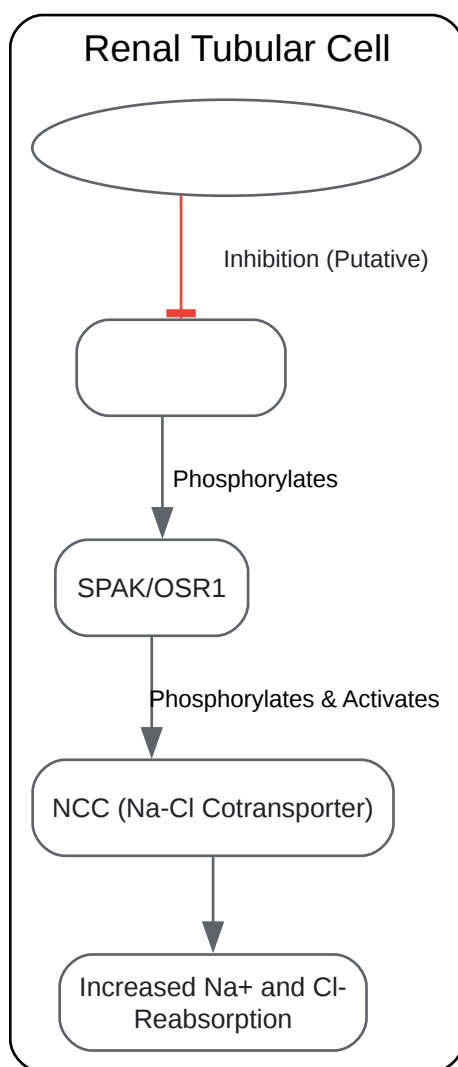 Renal Tubular Cell
Inhibition (Putative)
Phosphorylates
SPAK/OSR1
Phosphorylates & Activates
NCC (Na-Cl Cotransporter)
Increased Na+ and Cl-
Reabsorption